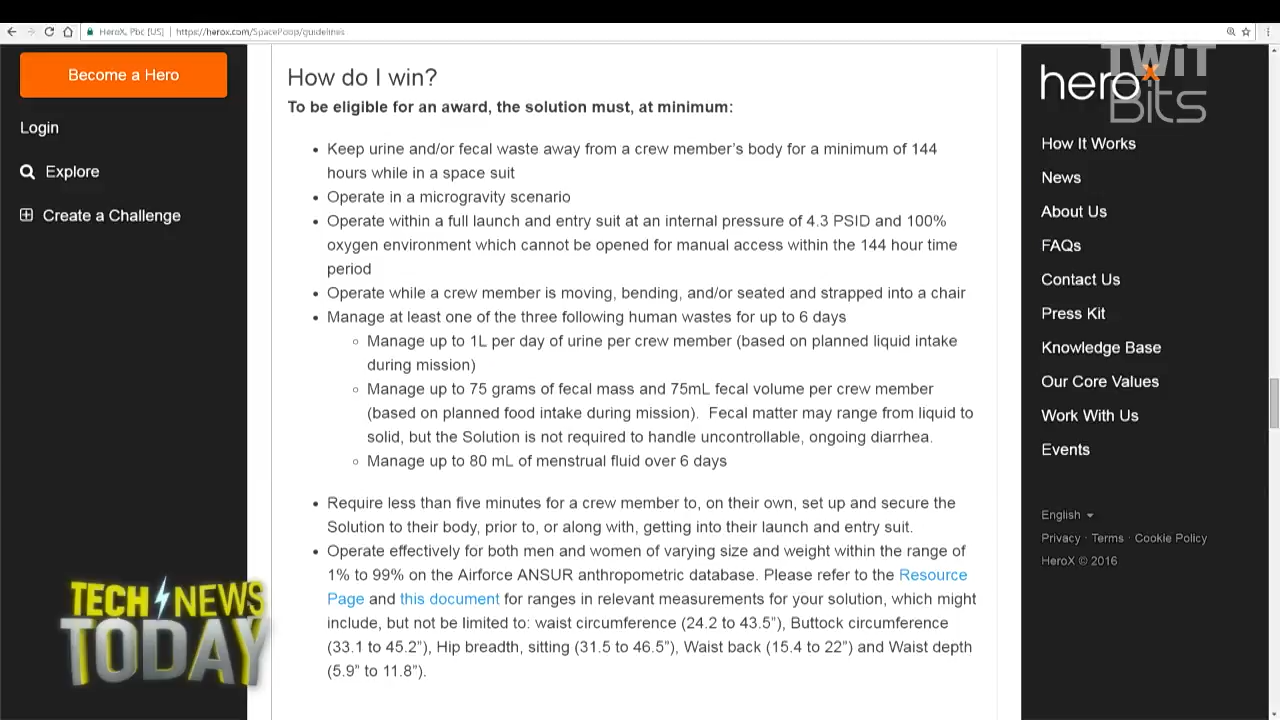 HeroX, Pbc [US]
https://herox.com/SpacePoop/guidelines
Become a Hero
Login
Explore
Create a Challenge
How do I win?
To be eligible for an award, the solution must, at minimum:
• Keep urine and/or fecal waste away from a crew member’s body for a minimum of 144
hours while in a space suit
• Operate in a microgravity scenario
• Operate within a full launch and entry suit at an internal pressure of 4.3 PSID and 100%
oxygen environment which cannot be opened for manual access within the 144 hour time
period
• Operate while a crew member is moving, bending, and/or seated and strapped into a chair
• Manage at least one of the three following human wastes for up to 6 days
◦ Manage up to 1L per day of urine per crew member (based on planned liquid intake
during mission)
◦ Manage up to 75 grams of fecal mass and 75mL fecal volume per crew member
(based on planned food intake during mission). Fecal matter may range from liquid to
solid, but the Solution is not required to handle uncontrollable, ongoing diarrhea.
◦ Manage up to 80 mL of menstrual fluid over 6 days
• Require less than five minutes for a crew member to, on their own, set up and secure the
Solution to their body, prior to, or along with, getting into their launch and entry suit.
• Operate effectively for both men and women of varying size and weight within the range of
1% to 99% on the Airforce ANSUR anthropometric database. Please refer to the Resource
Page and this document for ranges in relevant measurements for your solution, which might
include, but not be limited to: waist circumference (24.2 to 43.5”), Buttock circumference
(33.1 to 45.2”), Hip breadth, sitting (31.5 to 46.5”), Waist back (15.4 to 22”) and Waist depth
(5.9” to 11.8”).
TWiT
Bits
herox
How It Works
News
About Us
FAQs
Contact Us
Press Kit
Knowledge Base
Our Core Values
Work With Us
Events
English
Privacy · Terms · Cookie Policy
HeroX © 2016
TECH NEWS
TODAY